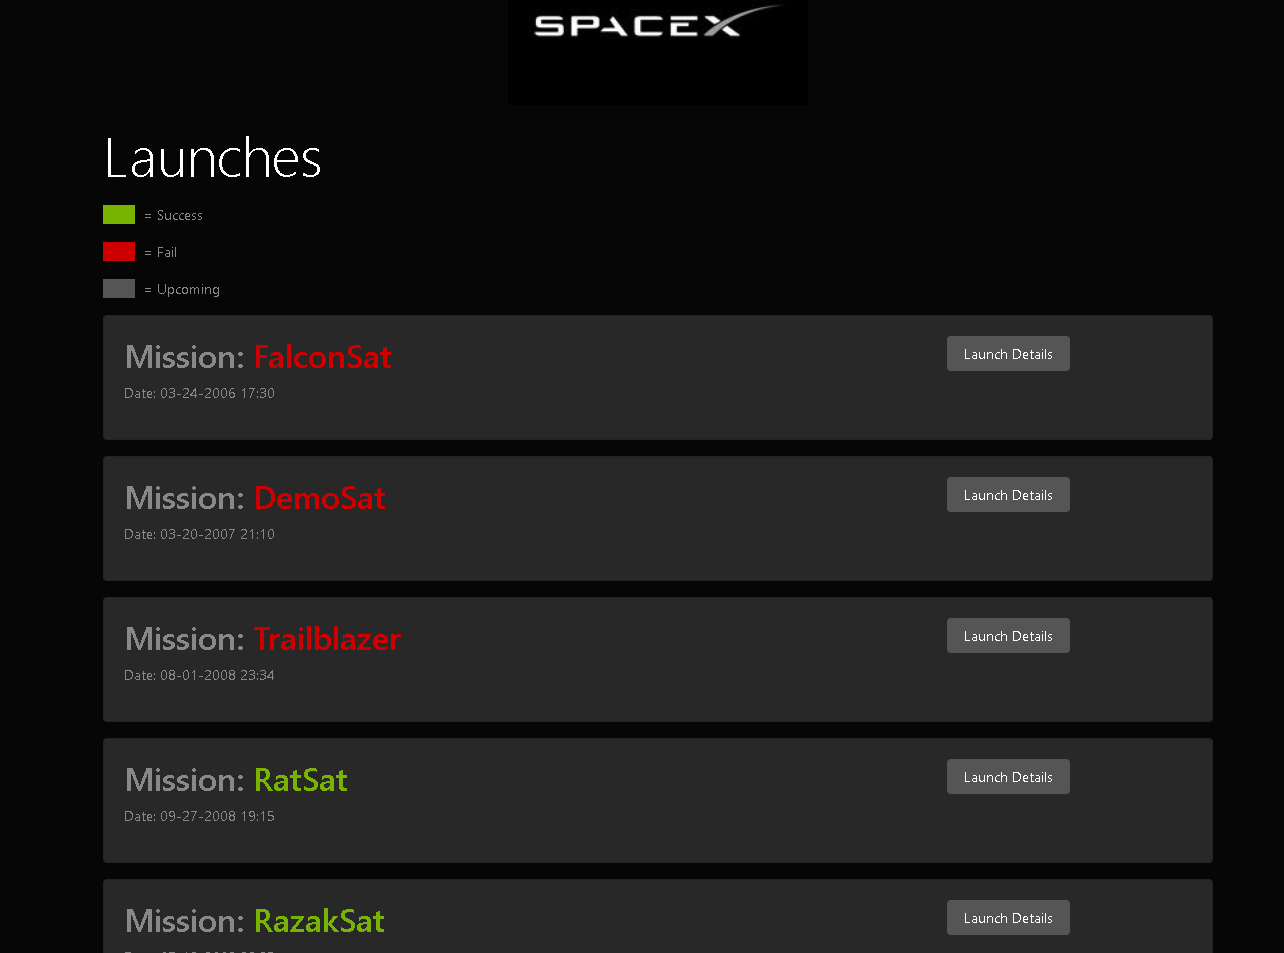 SPACEX
Launches
= Success
= Fail
= Upcoming
Mission: FalconSat
Launch Details
Date: 03-24-2006 17:30
Mission: DemoSat
Launch Details
Date: 03-20-2007 21:10
Mission: Trailblazer
Launch Details
Date: 08-01-2008 23:34
Mission: RatSat
Launch Details
Date: 09-27-2008 19:15
Mission: RazakSat
Launch Details